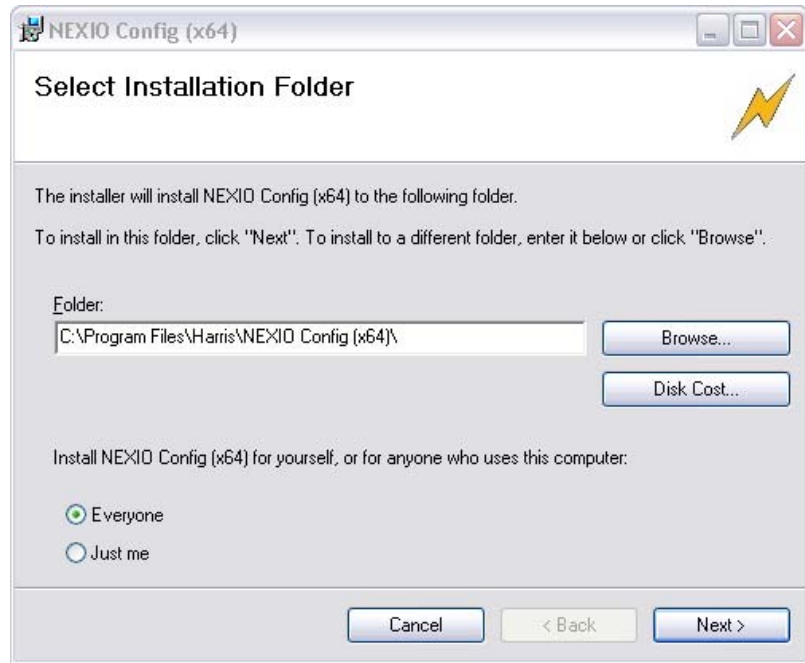 NEXIO Config (x64)
Select Installation Folder
The installer will install NEXIO Config (x64) to the following folder.
To install in this folder, click "Next". To install to a different folder, enter it below or click "Browse".
Folder:
C:\Program Files\Harris\NEXIO Config (x64)\
Browse...
Disk Cost...
Install NEXIO Config (x64) for yourself, or for anyone who uses this computer:
Everyone
Just me
Cancel
< Back
Next >